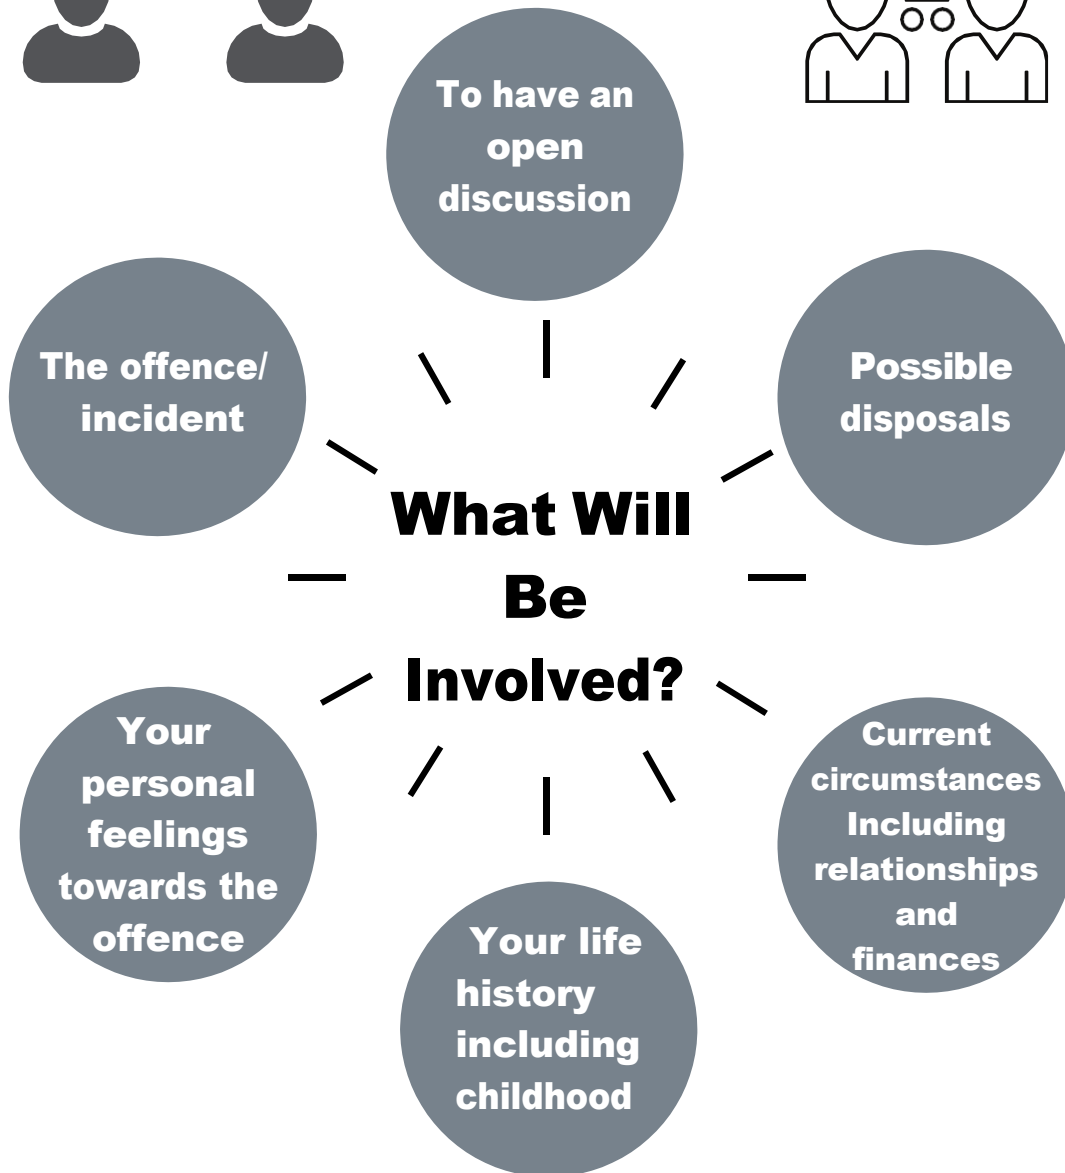 To have an
open
discussion
The offence/
incident
Possible
disposals
What Will
Be
Involved?
Your
personal
feelings
towards the
offence
Current
circumstances
Including
relationships
and
finances
Your life
history
including
childhood